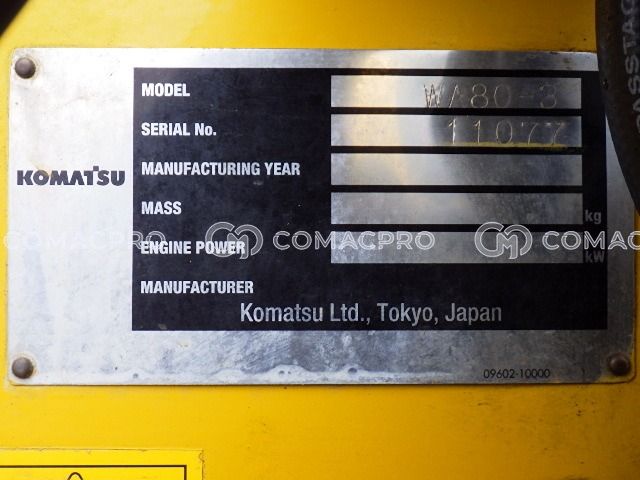 KOMATSU
MODEL WA80-3
SERIAL No. 11077
MANUFACTURING YEAR
MASS kg
ENGINE POWER kW
MANUFACTURER
Komatsu Ltd., Tokyo, Japan
09602-10000
COMACPRO COMACPRO